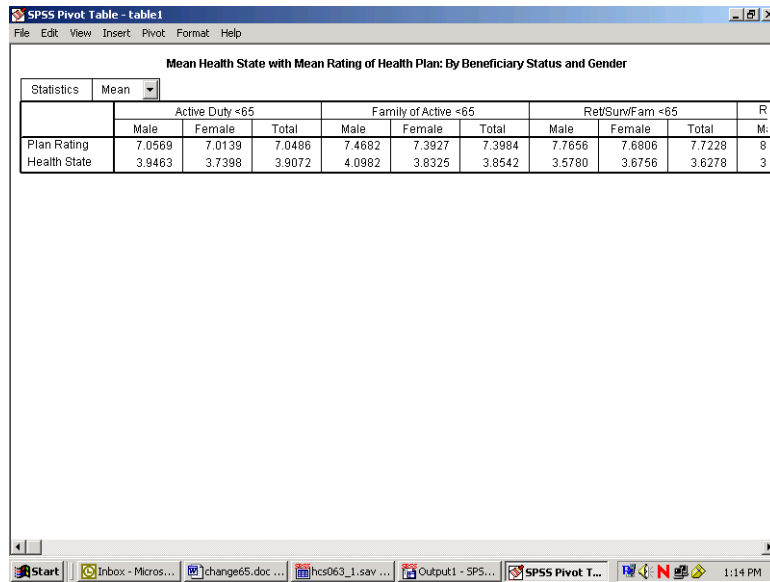 SPSS Pivot Table - table1
File Edit View Insert Pivot Format Help
Mean Health State with Mean Rating of Health Plan: By Beneficiary Status and Gender
Statistics Mean
Active Duty <65 Family of Active <65 Ret/Surv/Fam <65 R
Male Female Total Male Female Total Male Female Total Ma
Plan Rating 7.0569 7.0139 7.0486 7.4682 7.3927 7.3984 7.7656 7.6806 7.7228 8
Health State 3.9463 3.7398 3.9072 4.0982 3.8325 3.8542 3.5780 3.6756 3.6278 3
Start Inbox - Micros... change65.doc ... hcs063_1.sav ... Output1 - SPS... SPSS Pivot T... N 1:14 PM